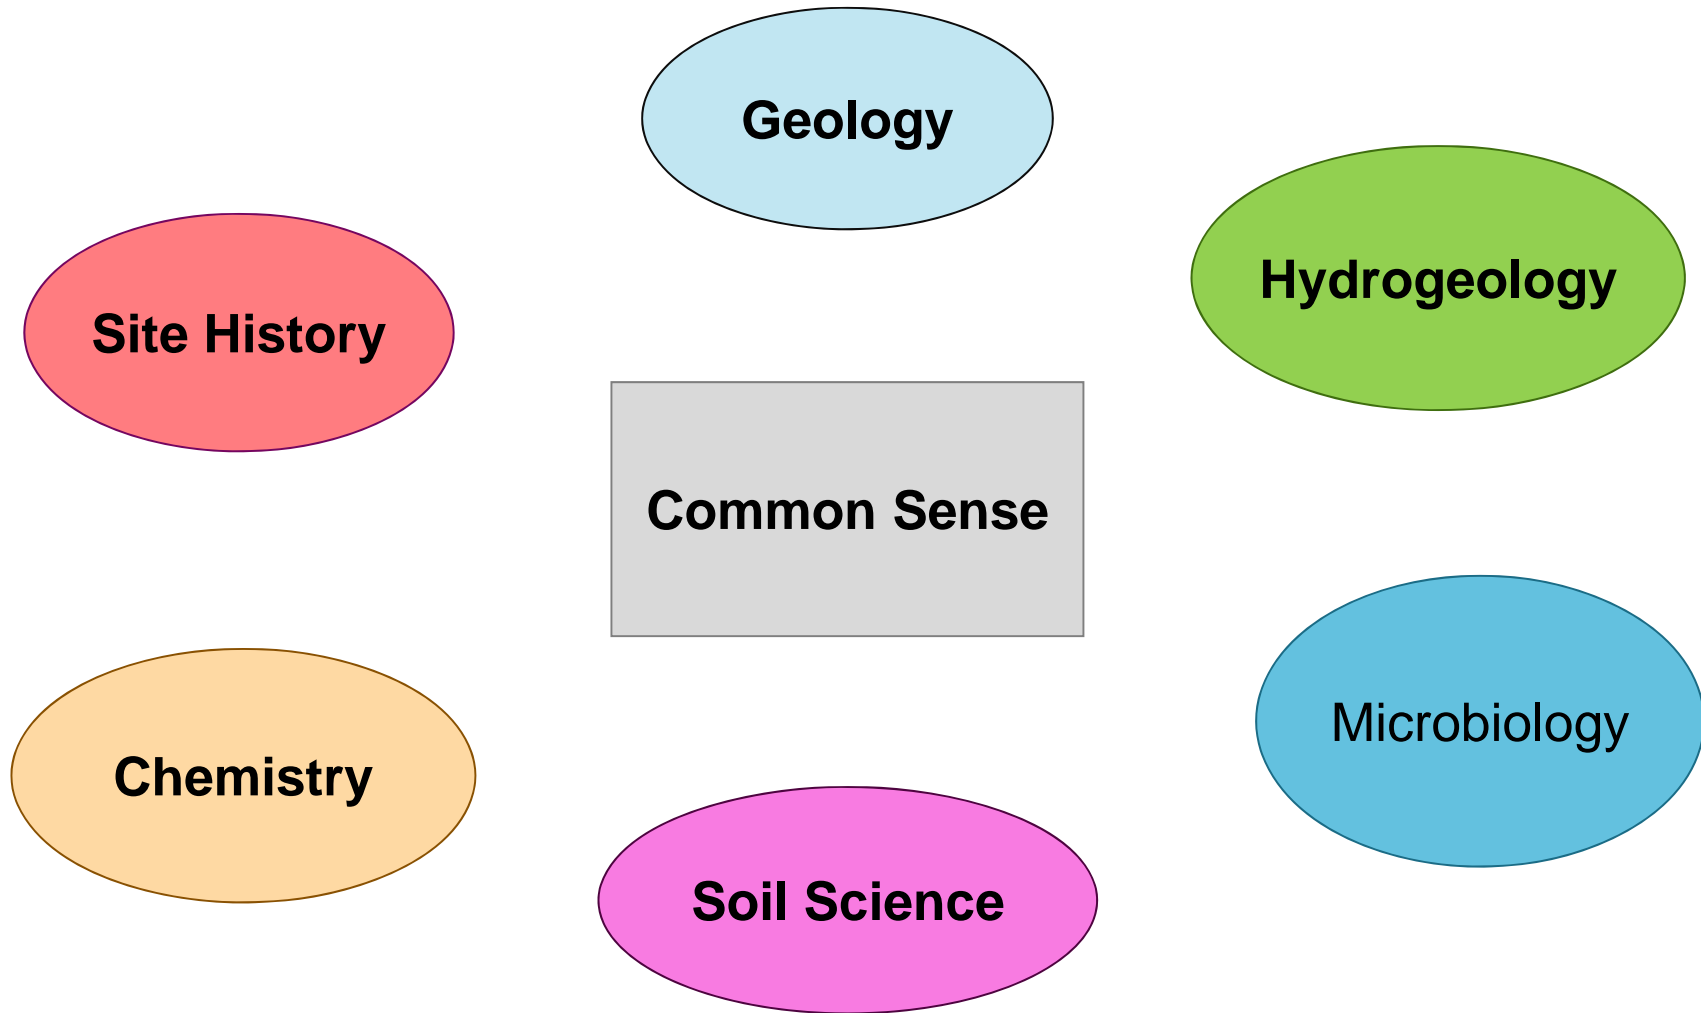 Geology
Hydrogeology
Site History
Common Sense
Microbiology
Chemistry
Soil Science